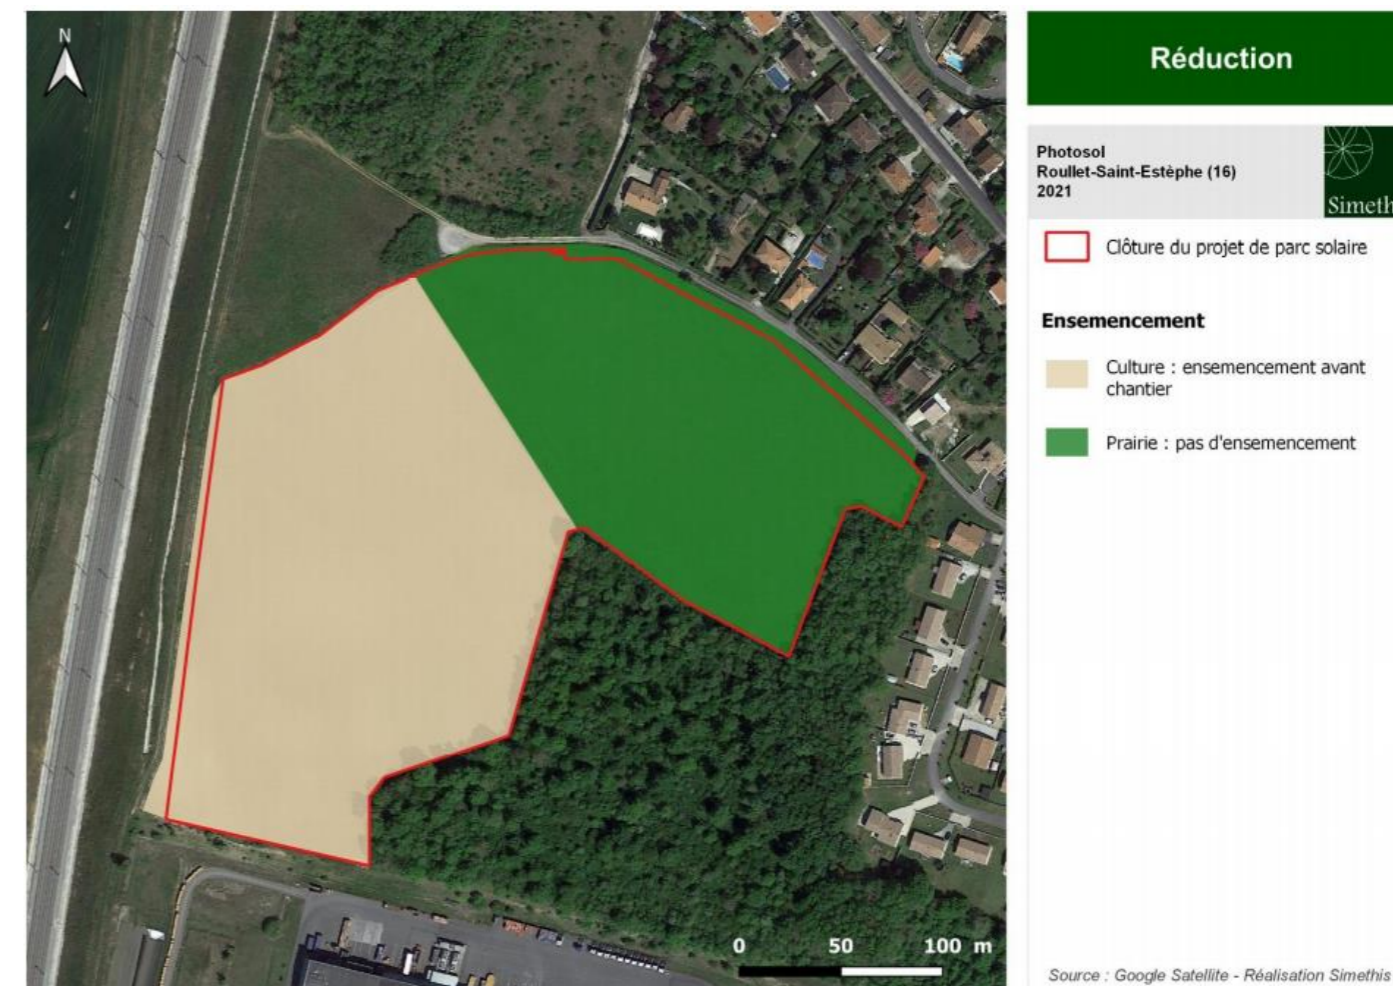 N
Réduction
Photosol
Roullet-Saint-Estèphe (16)
2021
Simeth
Clôture du projet de parc solaire
Ensemencement
Culture : ensemencement avant
chantier
Prairie : pas d'ensemencement
0 50 100 m
Source : Google Satellite - Réalisation Simethis